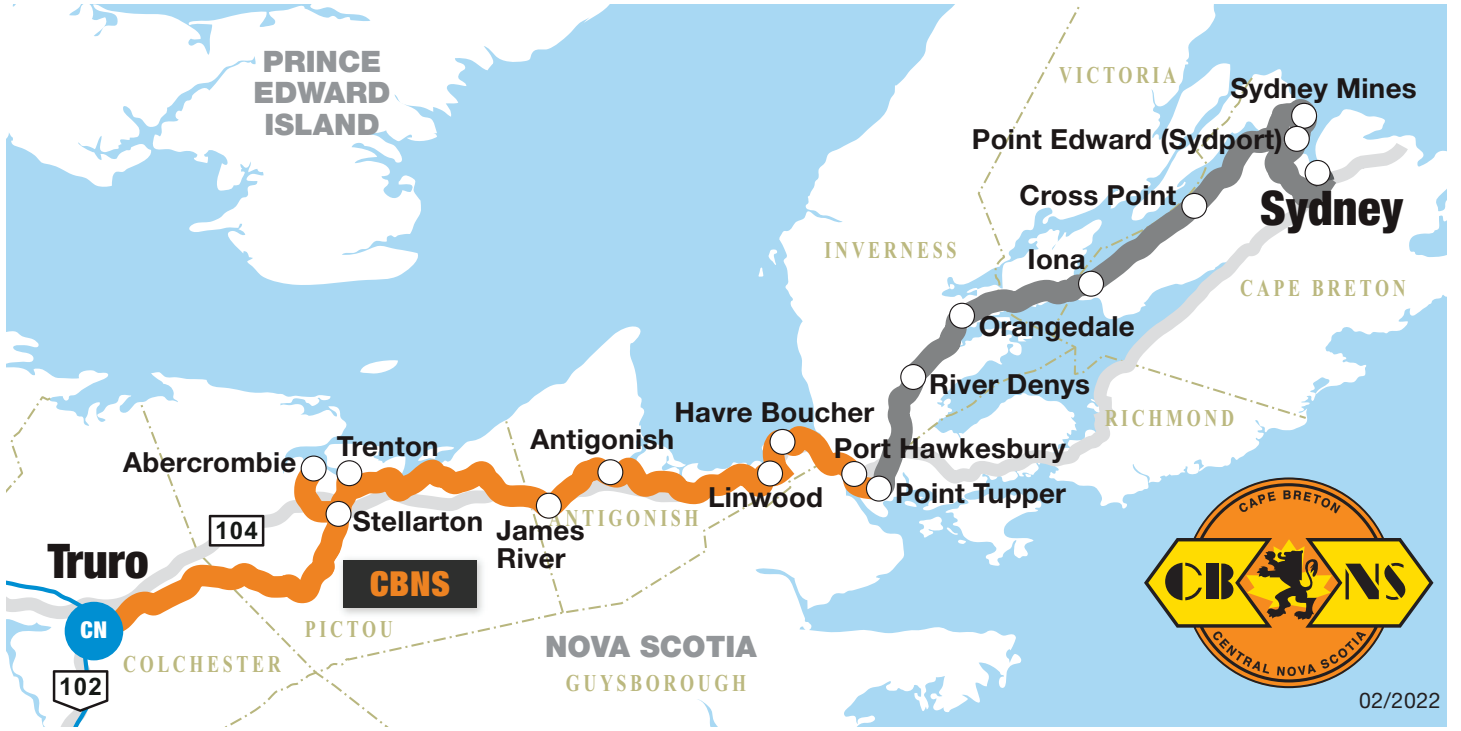 PRINCE
EDWARD
ISLAND
VICTORIA
Sydney Mines
Point Edward (Sydport)
Cross Point
Sydney
INVERNESS
Iona
CAPE BRETON
Orangedale
River Denys
RICHMOND
Havre Boucher
Antigonish
Trenton
Port Hawkesbury
Abercrombie
Linwood
Point Tupper
Stellarton
ANTIGONISH
James
River
104
Truro
CBNS
CN
PICTOU
COLCHESTER
NOVA SCOTIA
GUYSBOROUGH
102
CAPE BRETON
CB NS
CENTRAL NOVA SCOTIA
02/2022